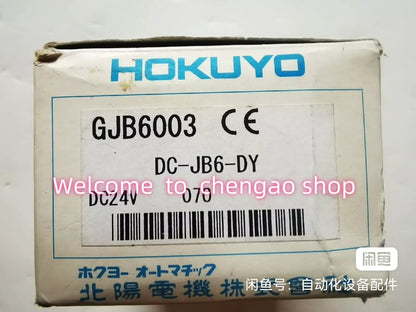 HOKUYO
GJB6003 CE
DC-JB6-DY
Welcome to shengao shop
DC24V 070
ホクヨー オートマチック
北陽電機株式会社
闲鱼
闲鱼号：自动化设备配件